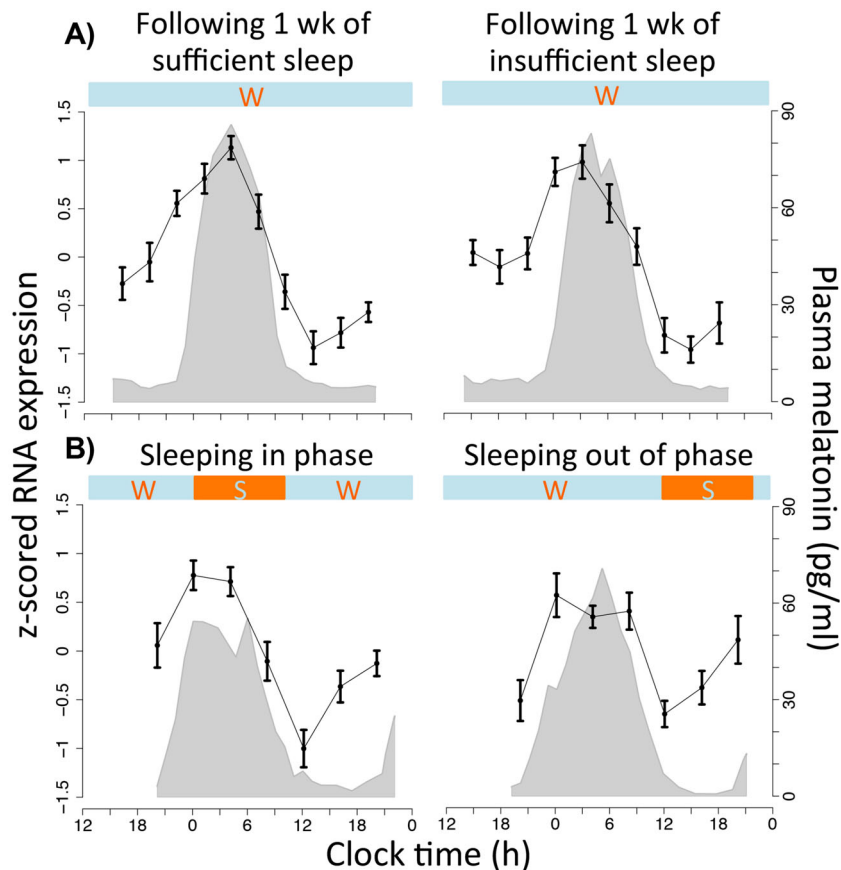 A)
Following 1 wk of
sufficient sleep
Following 1 wk of
insufficient sleep
W
W
1.5
1
0.5
0
−0.5
−1
−1.5
90
60
30
0
B)
Sleeping in phase
Sleeping out of phase
W
S
W
W
S
1.5
1
0.5
0
−0.5
−1
−1.5
90
60
30
0
z-scored RNA expression
Plasma melatonin (pg/ml)
12 18 0 6 12 18 0
12 18 0 6 12 18 0
Clock time (h)